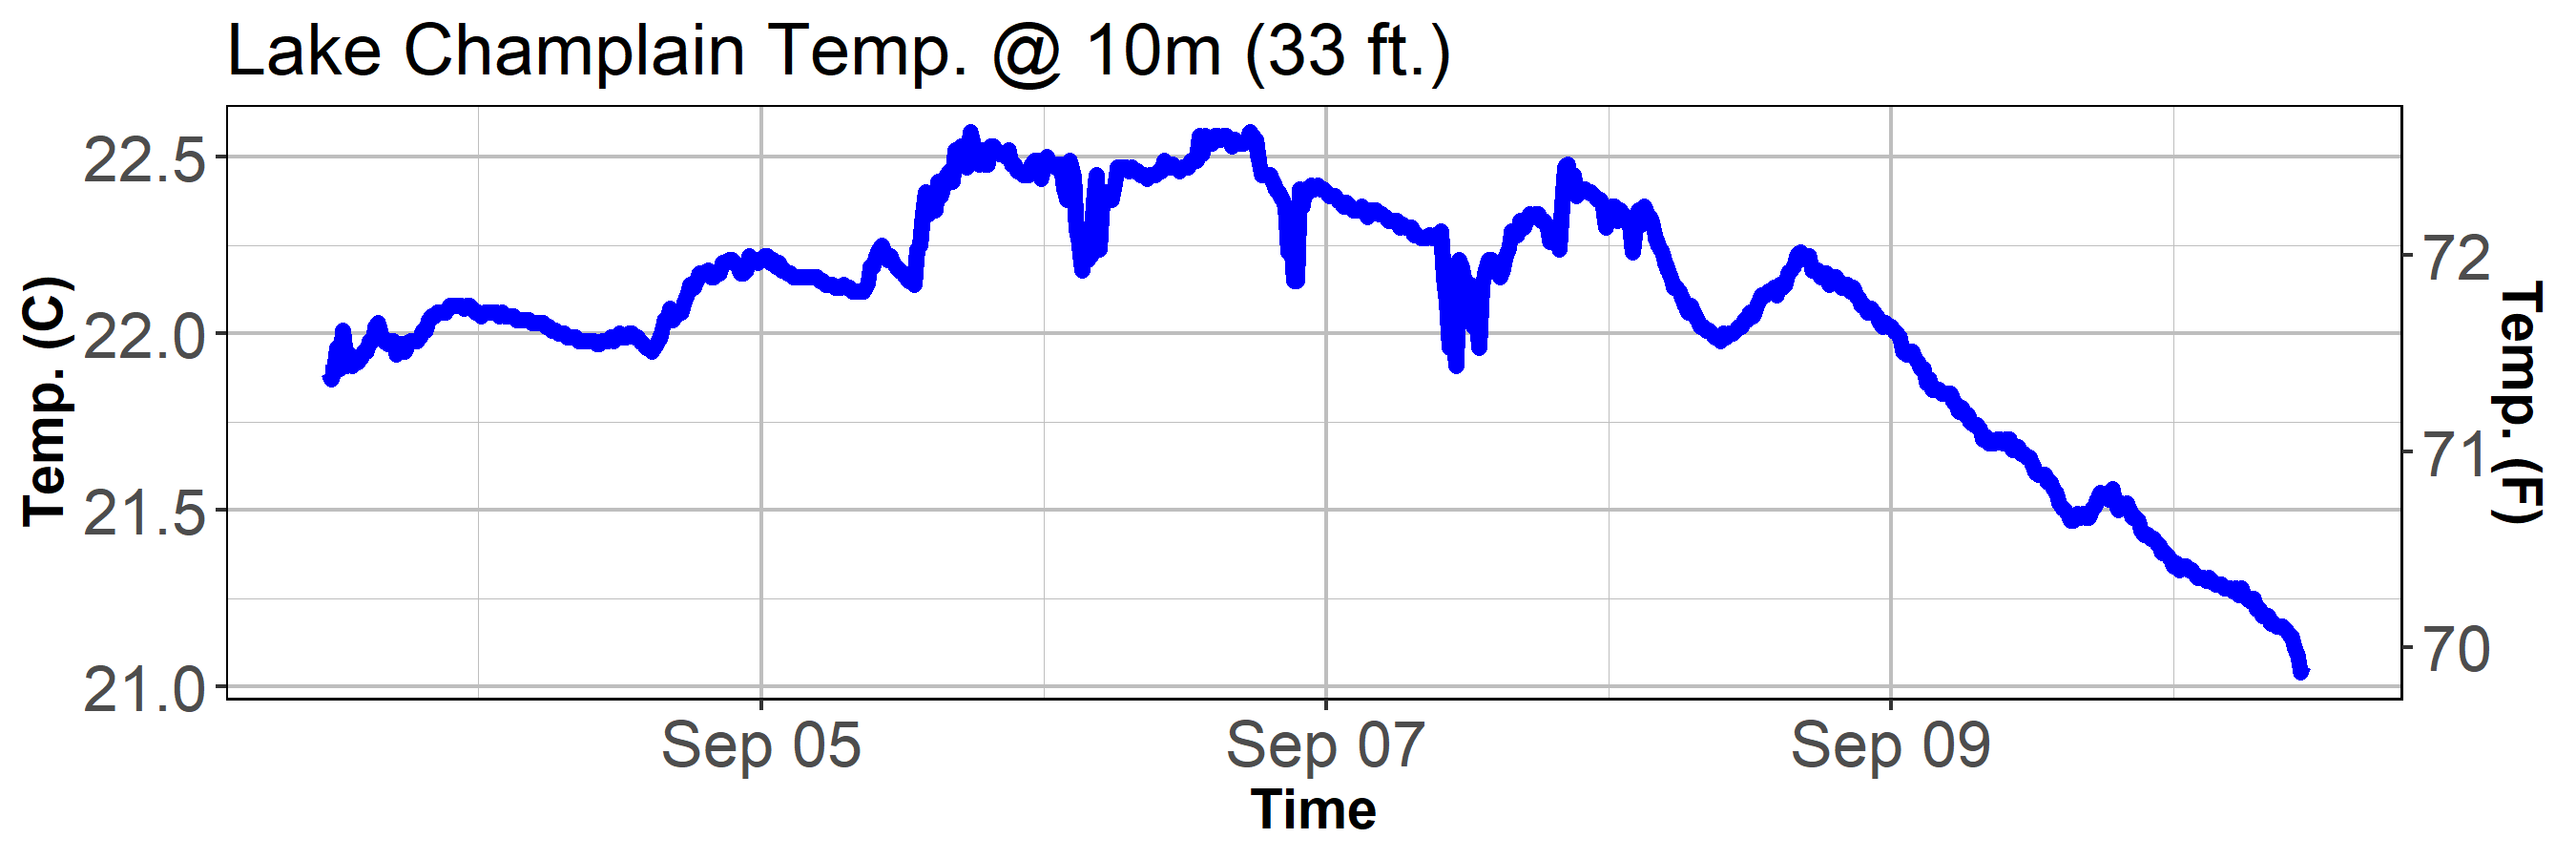 Lake Champlain Temp. @ 10m (33 ft.)
Temp. (C)
22.5
22.0
21.5
21.0
72
71
70
Temp. (F)
Sep 05 Sep 07 Sep 09
Time